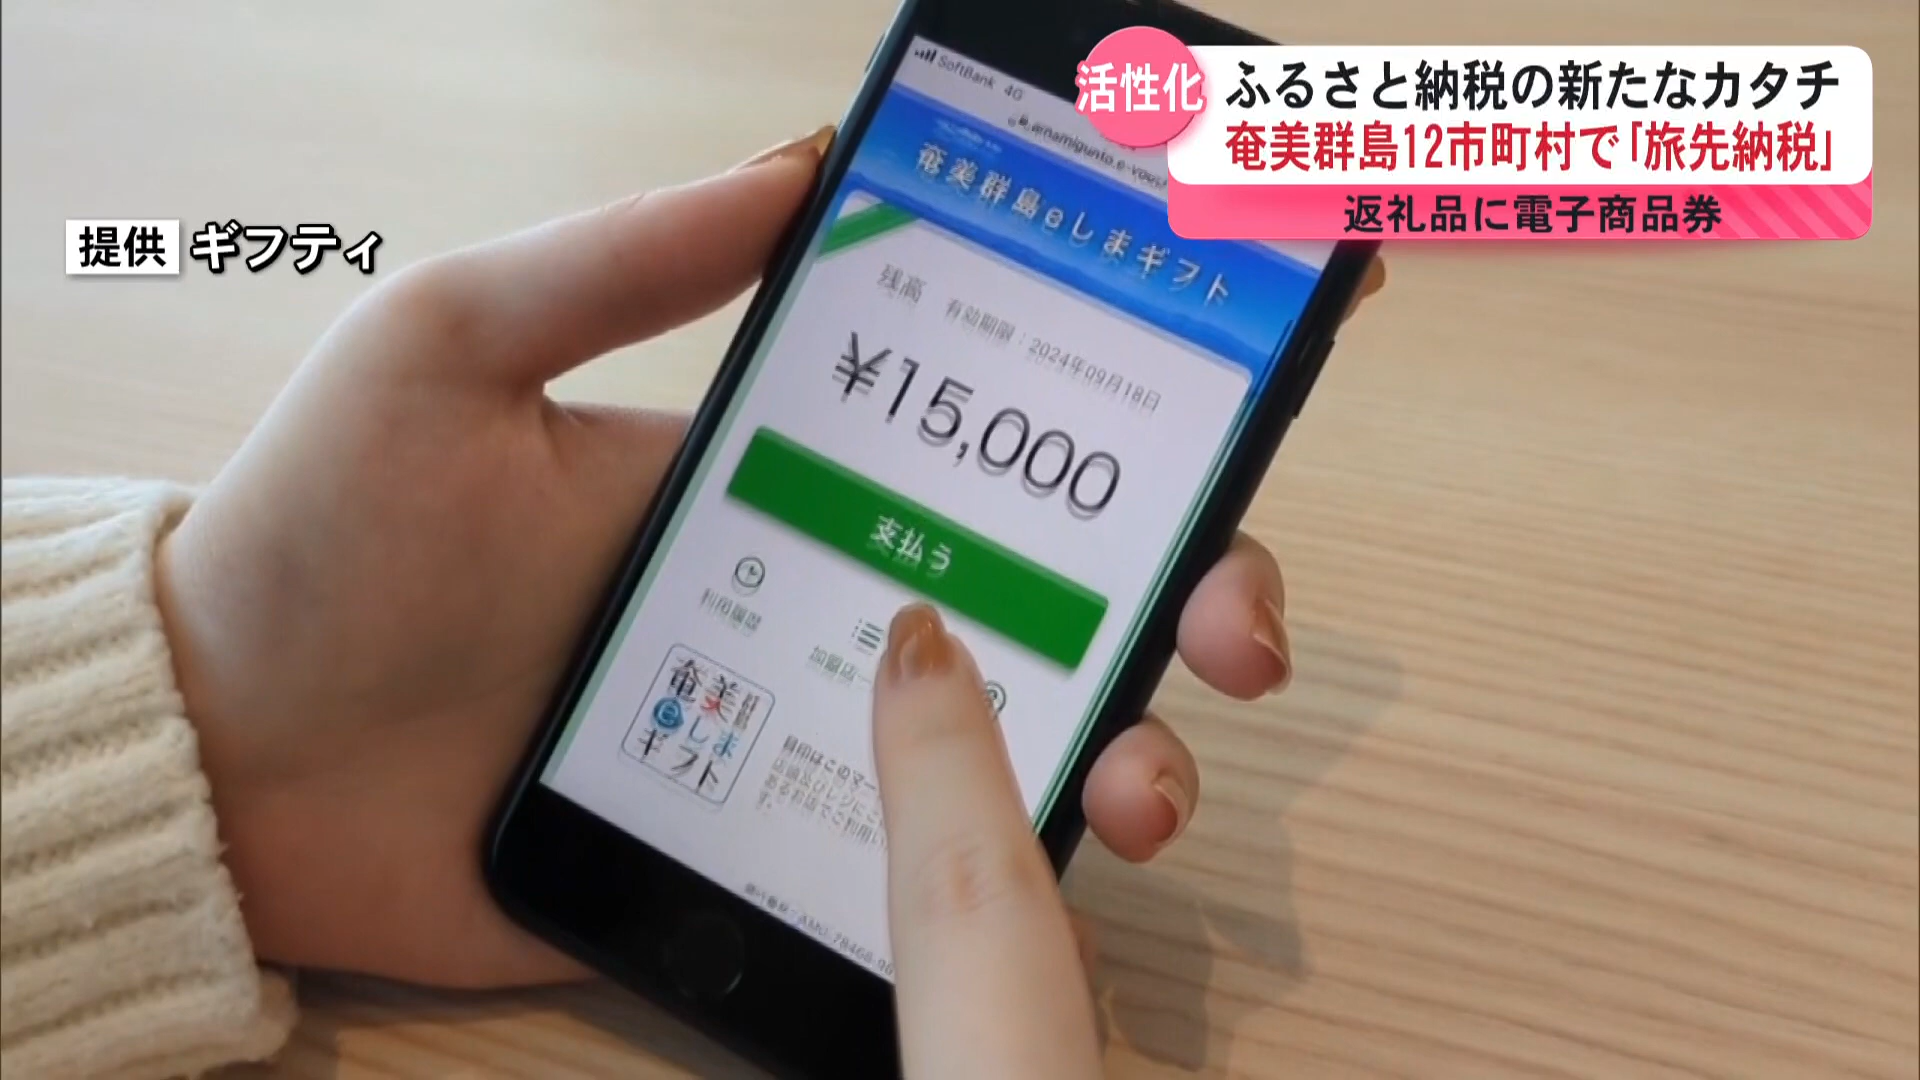 活性化
ふるさと納税の新たなカタチ
奄美群島12市町村で「旅先納税」
返礼品に電子商品券
提供 ギフティ
SoftBank 4G
奄美群島eしまギフト
残高 有効期限：2024年09月18日
¥15,000
支払う
利用履歴
加盟店一
奄美群島
eしま
ギフト